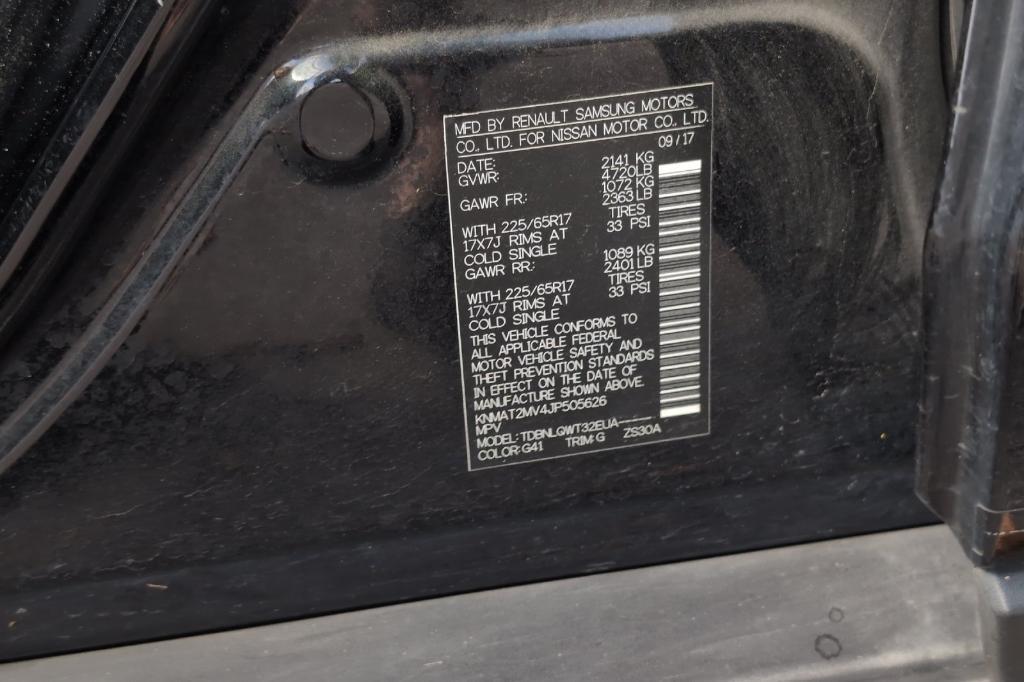 MFD BY RENAULT SAMSUNG MOTORS
CO., LTD. FOR NISSAN MOTOR CO., LTD.
DATE: 09/17
GVWR: 2141 KG
4720LB
GAWR FR: 1072 KG
2363 LB
WITH 225/65R17 TIRES
17X7J RIMS AT 33 PSI
COLD SINGLE
GAWR RR: 1089 KG
2401 LB
WITH 225/65R17 TIRES
17X7J RIMS AT 33 PSI
COLD SINGLE
THIS VEHICLE CONFORMS TO
ALL APPLICABLE FEDERAL
MOTOR VEHICLE SAFETY AND
THEFT PREVENTION STANDARDS
IN EFFECT ON THE DATE OF
MANUFACTURE SHOWN ABOVE.
KNMAT2MV4JP505626
MPV
MODEL: TDBNLQWT32EUA-----
COLOR: G41 TRIM: G ZS30A